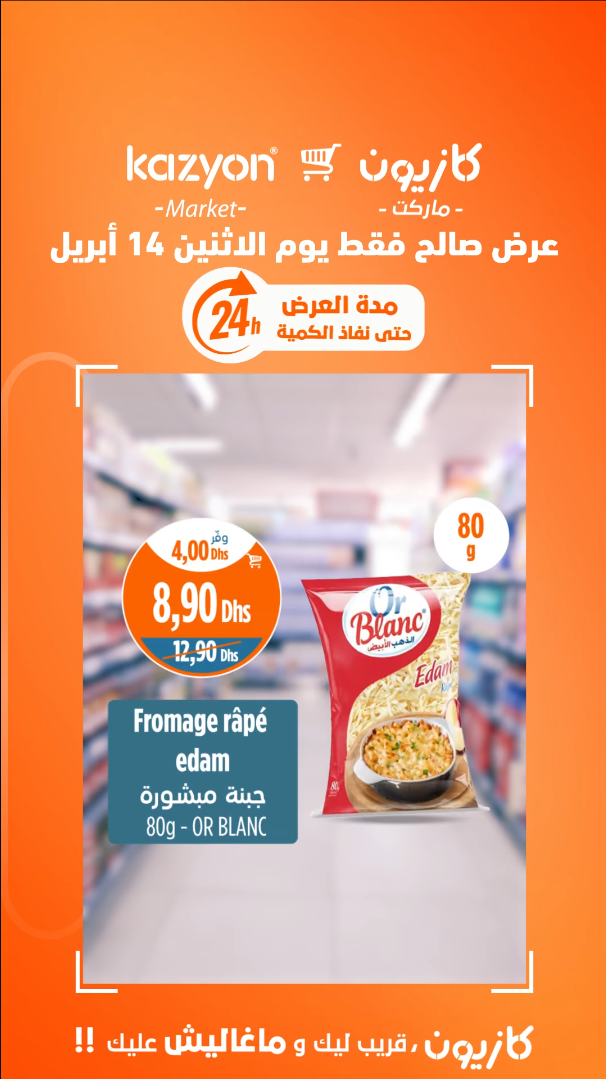 kazyon® كازيون
-Market- - ماركت -
عرض صالح فقط يوم الاثنين 14 أبريل
24h
مدة العرض
حتى نفاذ الكمية
وفّر
4,00 Dhs
8,90 Dhs
12,90 Dhs
80
g
Or
Blanc®
الذهب الأبيض
Edam
Fromage râpé
edam
جبنة مبشورة
80g - OR BLANC
كازيون، قريب ليك و ماغاليش عليك !!